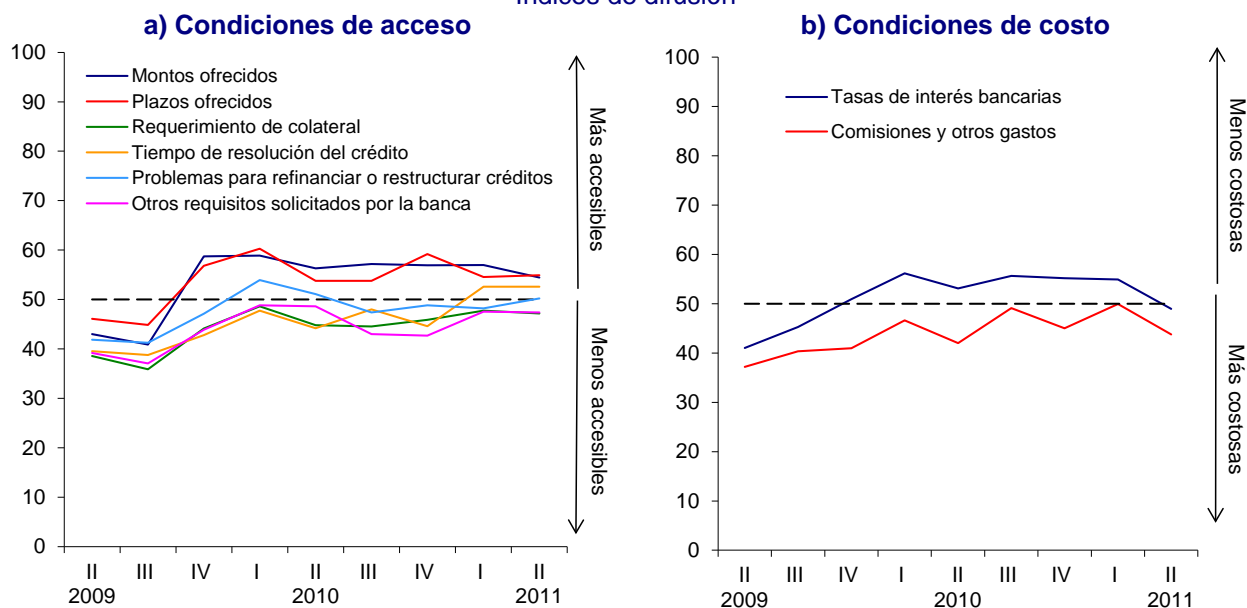 Índices de difusión
a) Condiciones de acceso
100
90
80
70
60
50
40
30
20
10
0
Montos ofrecidos
Plazos ofrecidos
Requerimiento de colateral
Tiempo de resolución del crédito
Problemas para refinanciar o restructurar créditos
Otros requisitos solicitados por la banca
Más accesibles
Menos accesibles
II III IV I II III IV I II
2009 2010 2011
b) Condiciones de costo
100
90
80
70
60
50
40
30
20
10
0
Tasas de interés bancarias
Comisiones y otros gastos
Menos costosas
Más costosas
II III IV I II III IV I II
2009 2010 2011